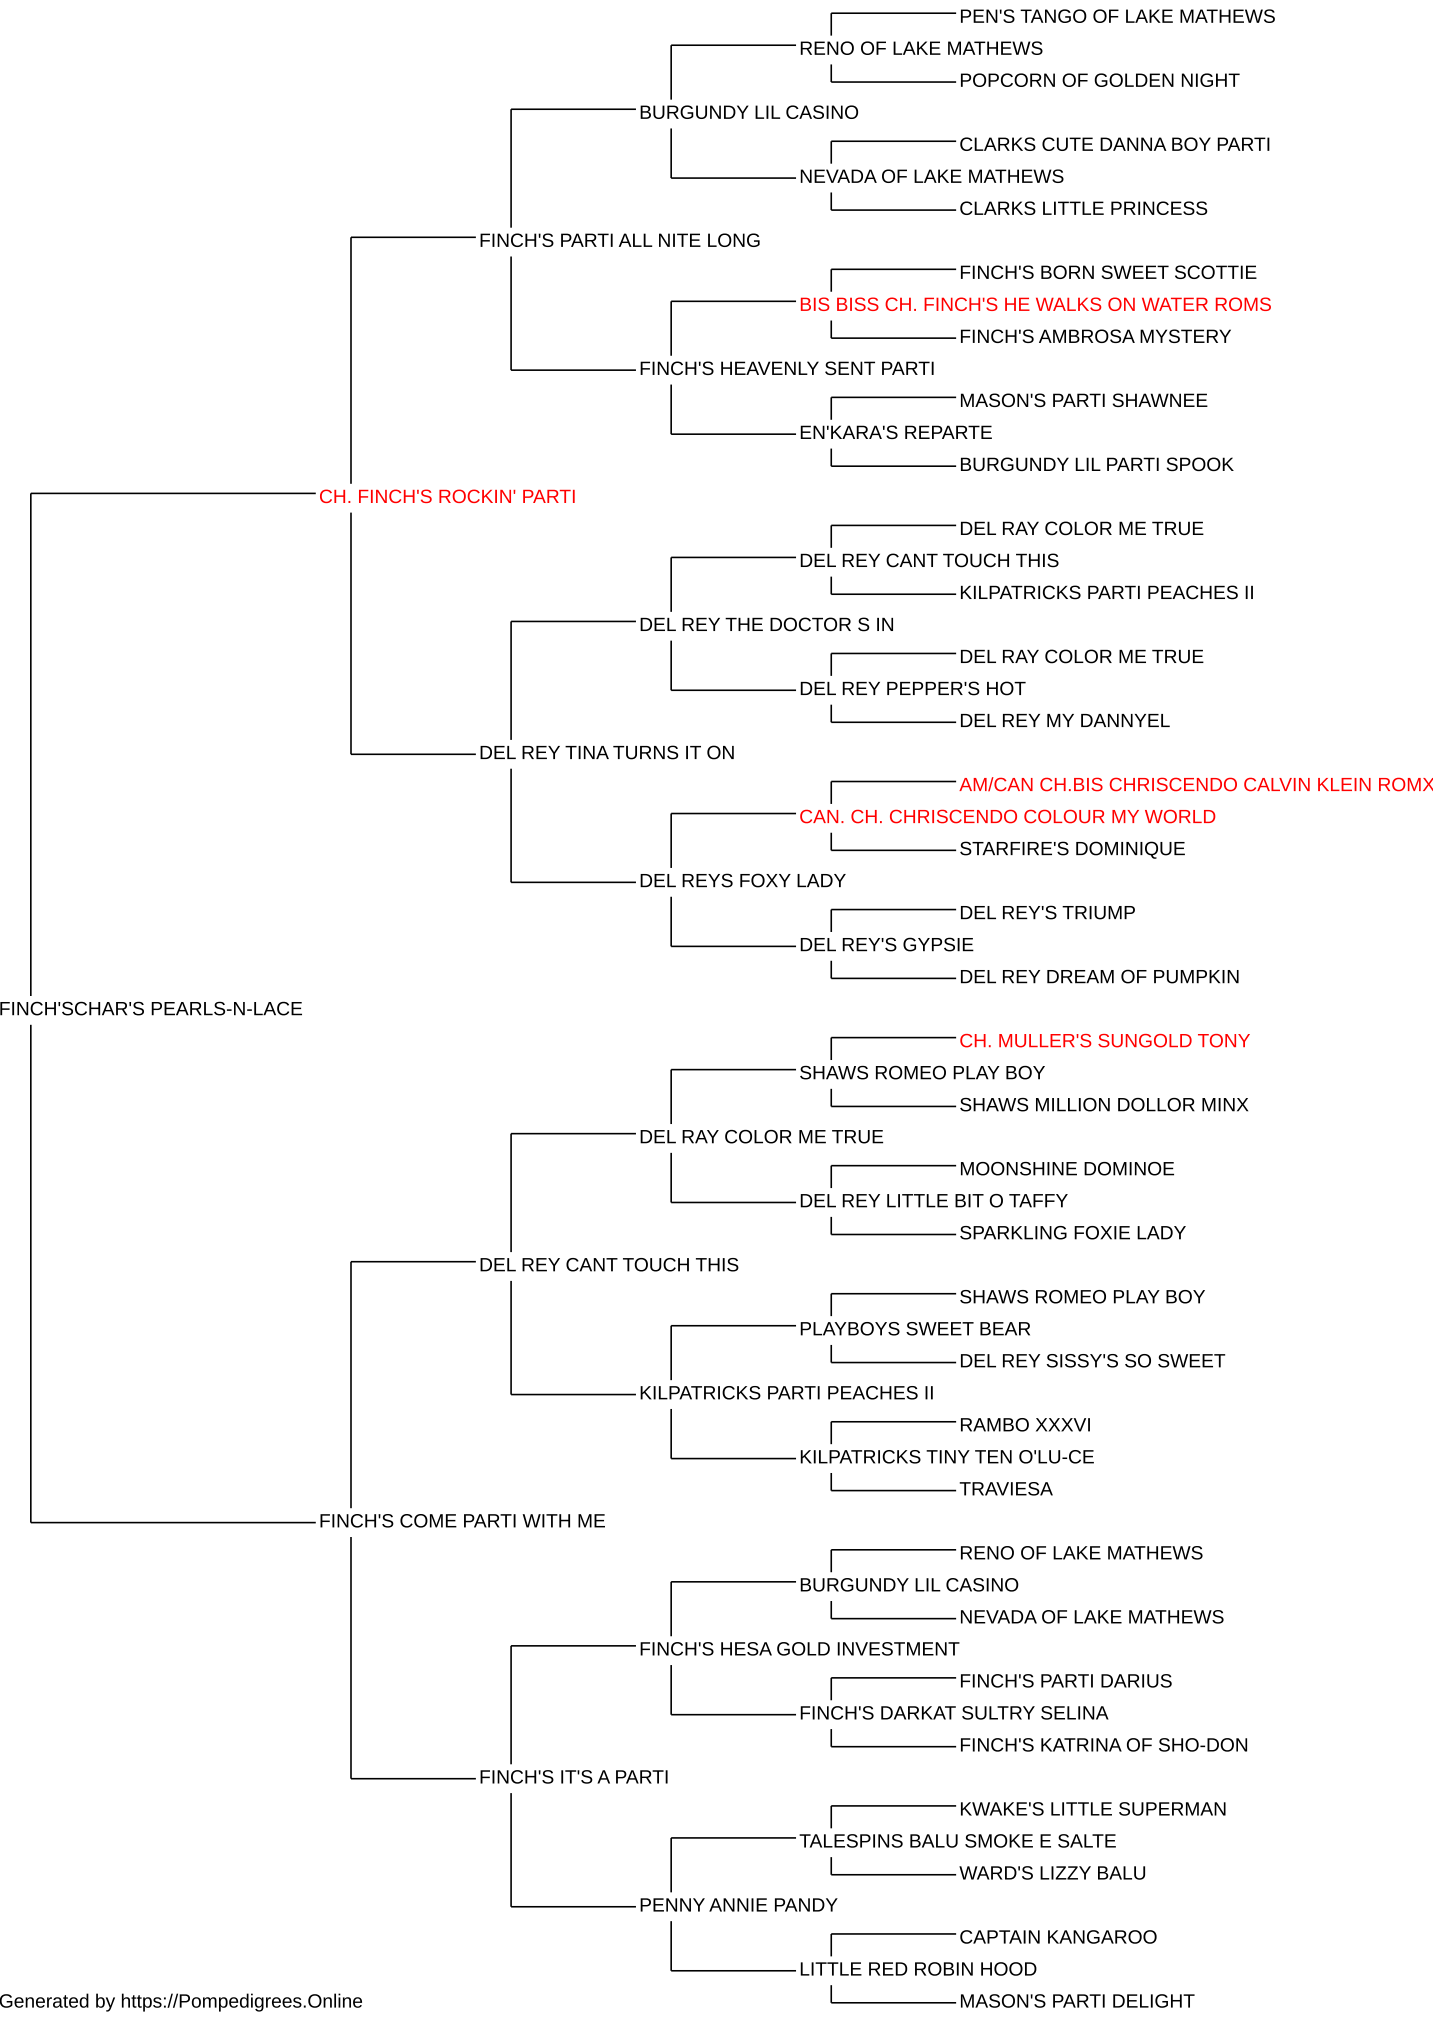 PEN'S TANGO OF LAKE MATHEWS
RENO OF LAKE MATHEWS
POPCORN OF GOLDEN NIGHT
BURGUNDY LIL CASINO
CLARKS CUTE DANNA BOY PARTI
NEVADA OF LAKE MATHEWS
CLARKS LITTLE PRINCESS
FINCH'S PARTI ALL NITE LONG
FINCH'S BORN SWEET SCOTTIE
BIS BISS CH. FINCH'S HE WALKS ON WATER ROMS
FINCH'S AMBROSA MYSTERY
FINCH'S HEAVENLY SENT PARTI
MASON'S PARTI SHAWNEE
EN'KARA'S REPARTE
BURGUNDY LIL PARTI SPOOK
CH. FINCH'S ROCKIN' PARTI
DEL RAY COLOR ME TRUE
DEL REY CANT TOUCH THIS
KILPATRICKS PARTI PEACHES II
DEL REY THE DOCTOR S IN
DEL RAY COLOR ME TRUE
DEL REY PEPPER'S HOT
DEL REY MY DANNYEL
DEL REY TINA TURNS IT ON
AM/CAN CH.BIS CHRISCENDO CALVIN KLEIN ROMX
CAN. CH. CHRISCENDO COLOUR MY WORLD
STARFIRE'S DOMINIQUE
DEL REYS FOXY LADY
DEL REY'S TRIUMP
DEL REY'S GYPSIE
DEL REY DREAM OF PUMPKIN
FINCH'SCHAR'S PEARLS-N-LACE
CH. MULLER'S SUNGOLD TONY
SHAWS ROMEO PLAY BOY
SHAWS MILLION DOLLOR MINX
DEL RAY COLOR ME TRUE
MOONSHINE DOMINOE
DEL REY LITTLE BIT O TAFFY
SPARKLING FOXIE LADY
DEL REY CANT TOUCH THIS
SHAWS ROMEO PLAY BOY
PLAYBOYS SWEET BEAR
DEL REY SISSY'S SO SWEET
KILPATRICKS PARTI PEACHES II
RAMBO XXXVI
KILPATRICKS TINY TEN O'LU-CE
TRAVIESA
FINCH'S COME PARTI WITH ME
RENO OF LAKE MATHEWS
BURGUNDY LIL CASINO
NEVADA OF LAKE MATHEWS
FINCH'S HESA GOLD INVESTMENT
FINCH'S PARTI DARIUS
FINCH'S DARKAT SULTRY SELINA
FINCH'S KATRINA OF SHO-DON
FINCH'S IT'S A PARTI
KWAKE'S LITTLE SUPERMAN
TALESPINS BALU SMOKE E SALTE
WARD'S LIZZY BALU
PENNY ANNIE PANDY
CAPTAIN KANGAROO
LITTLE RED ROBIN HOOD
MASON'S PARTI DELIGHT
Generated by https://Pompedigrees.Online